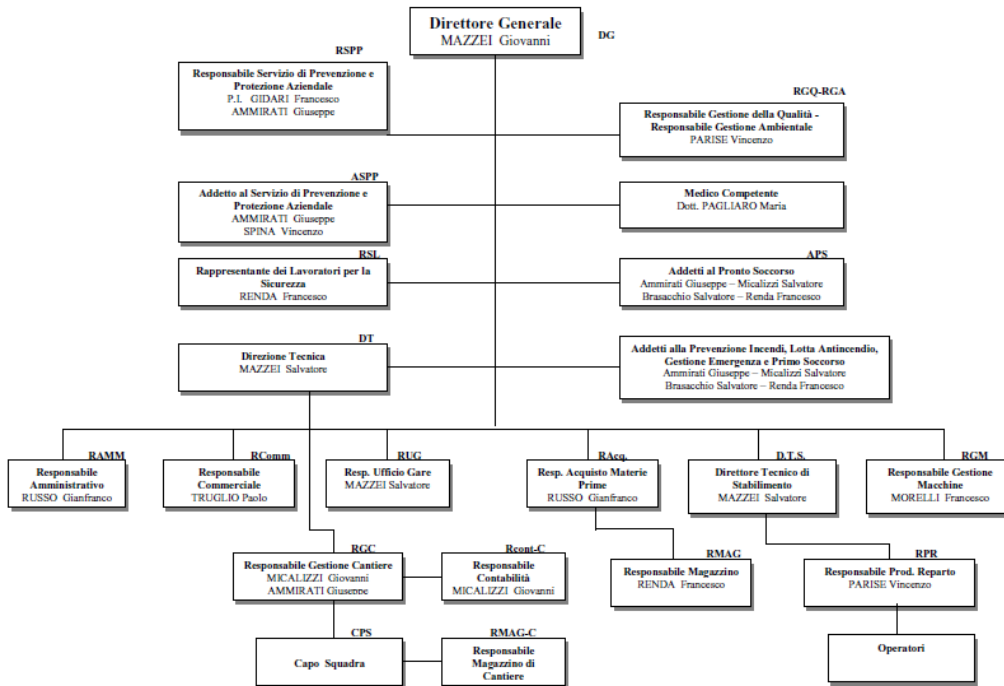 Direttore Generale
MAZZEI Giovanni
DG
RSPP
Responsabile Servizio di Prevenzione e
Protezione Aziendale
P.I. GIDARI Francesco
AMMIRATI Giuseppe
RGQ-RGA
Responsabile Gestione della Qualità -
Responsabile Gestione Ambientale
PARISE Vincenzo
ASPP
Addetto al Servizio di Prevenzione e
Protezione Aziendale
AMMIRATI Giuseppe
SPINA Vincenzo
Medico Competente
Dott. PAGLIARO Maria
RSL
Rappresentante dei Lavoratori per la
Sicurezza
RENDA Francesco
APS
Addetti al Pronto Soccorso
Ammirati Giuseppe – Micalizzi Salvatore
Brasacchio Salvatore – Renda Francesco
DT
Direzione Tecnica
MAZZEI Salvatore
Addetti alla Prevenzione Incendi, Lotta Antincendio,
Gestione Emergenza e Primo Soccorso
Ammirati Giuseppe – Micalizzi Salvatore
Brasacchio Salvatore – Renda Francesco
RAMM
Responsabile
Amministrativo
RUSSO Gianfranco
RComm
Responsabile
Commerciale
TRUGLIO Paolo
RUG
Resp. Ufficio Gare
MAZZEI Salvatore
RAcq.
Resp. Acquisto Materie
Prime
RUSSO Gianfranco
D.T.S.
Direttore Tecnico di
Stabilimento
MAZZEI Salvatore
RGM
Responsabile Gestione
Macchine
MORELLI Francesco
RGC
Responsabile Gestione Cantiere
MICALIZZI Giovanni
AMMIRATI Giuseppe
Rcont-C
Responsabile
Contabilità
MICALIZZI Giovanni
RMAG
Responsabile Magazzino
RENDA Francesco
RPR
Responsabile Prod. Reparto
PARISE Vincenzo
CPS
Capo Squadra
RMAG-C
Responsabile
Magazzino di
Cantiere
Operatori